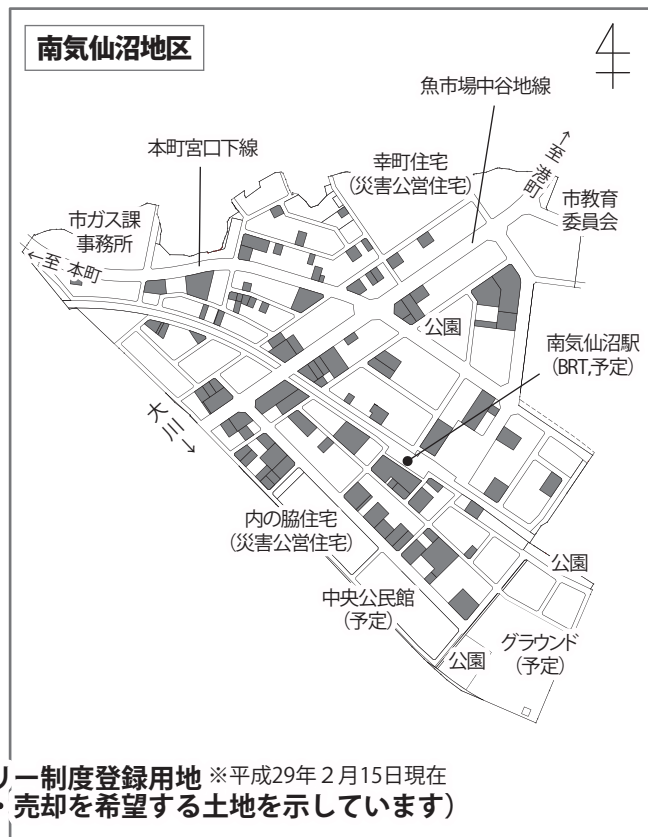 南気仙沼地区
魚市場中谷地線
本町宮口下線
幸町住宅
(災害公営住宅)
↑至 港町
市教育
委員会
市ガス課
事務所
←至 本町
公園
南気仙沼駅
(BRT,予定)
大川↓
内の脇住宅
(災害公営住宅)
公園
中央公民館
(予定)
グラウンド
(予定)
公園
リー制度登録用地 ※平成29年2月15日現在
・売却を希望する土地を示しています)